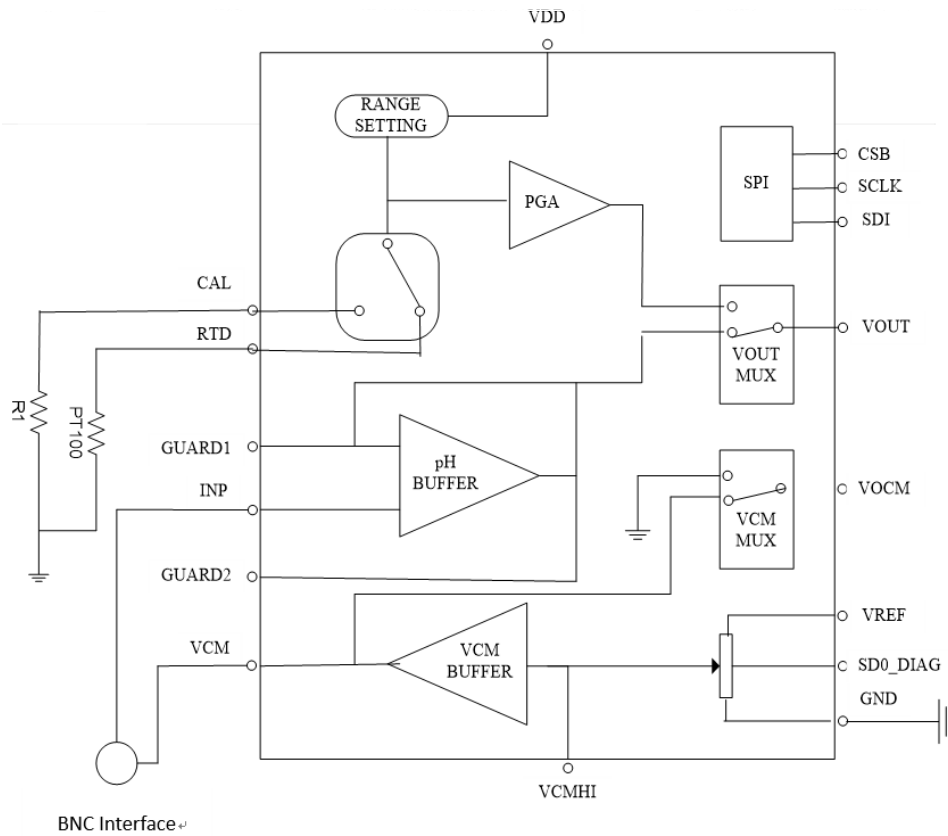 VDD
RANGE
SETTING
CSB
SPI
SCLK
PGA
SDI
CAL
RTD
VOUT
VOUT
MUX
R1
PT100
GUARD1
pH
BUFFER
INP
VOCM
VCM
MUX
GUARD2
VREF
VCM
VCM
BUFFER
SD0_DIAG
GND
VCMHI
BNC Interface↵